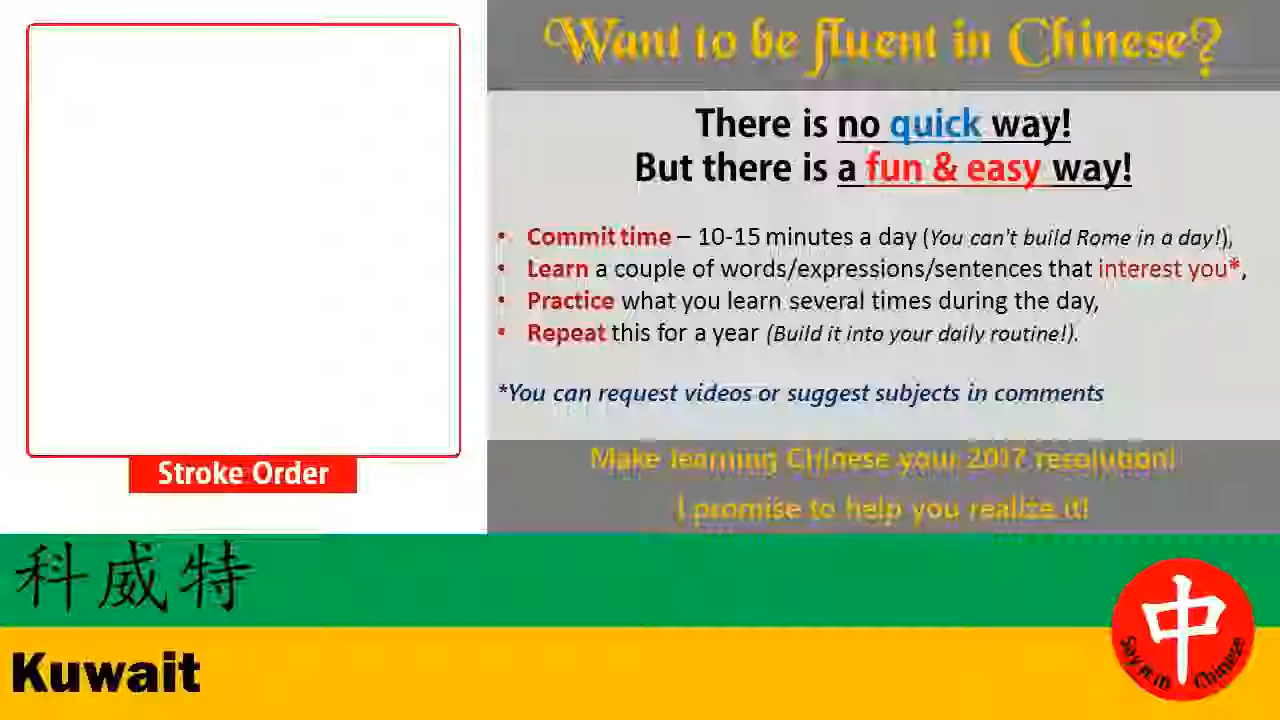 Want to be fluent in Chinese?
There is no quick way!
But there is a fun & easy way!
• Commit time – 10-15 minutes a day (You can't build Rome in a day!),
• Learn a couple of words/expressions/sentences that interest you*,
• Practice what you learn several times during the day,
• Repeat this for a year (Build it into your daily routine!).
*You can request videos or suggest subjects in comments
Stroke Order
Make learning Chinese your 2017 resolution!
I promise to help you realize it!
科威特
Kuwait
中
Say it in Chinese